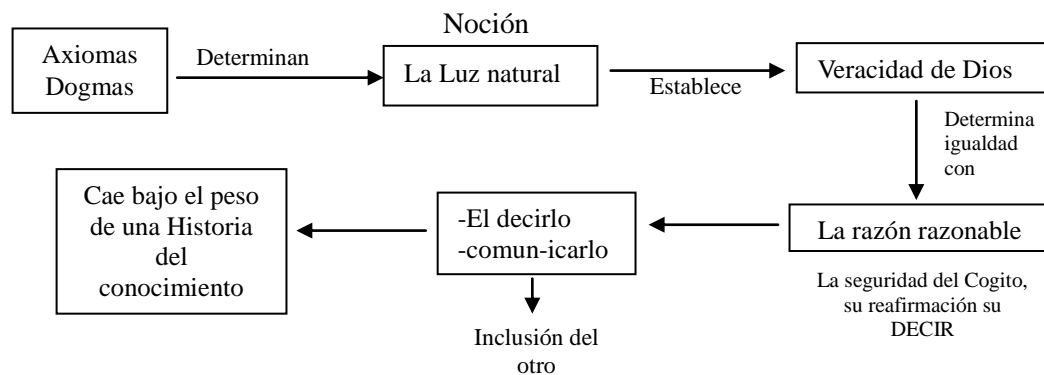 Noción
Axiomas
Dogmas
Determinan
La Luz natural
Establece
Veracidad de Dios
Determina
igualdad
con
La razón razonable
La seguridad del Cogito,
su reafirmación su
DECIR
-El decirlo
-comun-icarlo
Inclusión del
otro
Cae bajo el peso
de una Historia
del
conocimiento